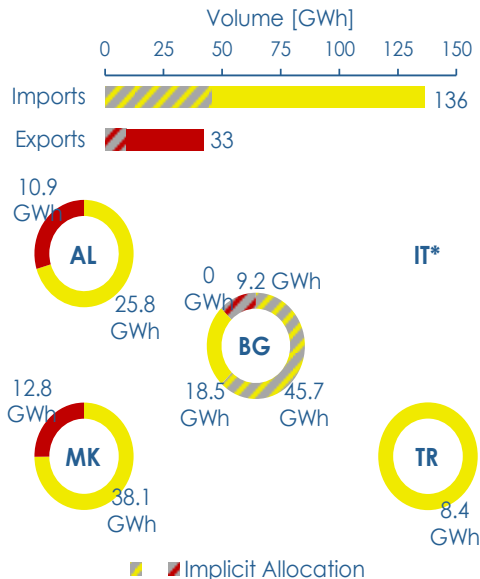 Volume [GWh]
0 25 50 75 100 125 150
Imports 136
Exports 33
10.9
GWh
AL
25.8
GWh
IT*
0
GWh
9.2 GWh
BG
18.5
GWh
45.7
GWh
12.8
GWh
MK
38.1
GWh
TR
8.4
GWh
Implicit Allocation